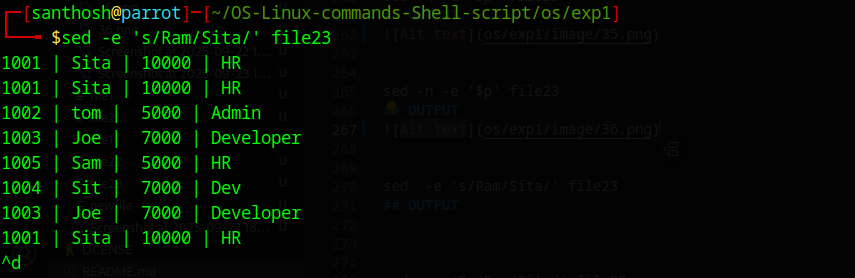 ┌─[santhosh@parrot]─[~/OS-Linux-commands-Shell-script/os/exp1]
└──╼ $sed -e 's/Ram/Sita/' file23
1001 | Sita | 10000 | HR
1001 | Sita | 10000 | HR
1002 | tom |  5000 | Admin
1003 | Joe |  7000 | Developer
1005 | Sam |  5000 | HR
1004 | Sit |  7000 | Dev
1003 | Joe |  7000 | Developer
1001 | Sita | 10000 | HR
^d
262 ![Alt text](os/exp1/image/35.png)
263
264
265 sed -n -e '$p' file23
266 ## OUTPUT
267 ![Alt text](os/exp1/image/36.png)
268
269
270 sed  -e 's/Ram/Sita/' file23
271 ## OUTPUT
272
273
274
LICENSE
README.md